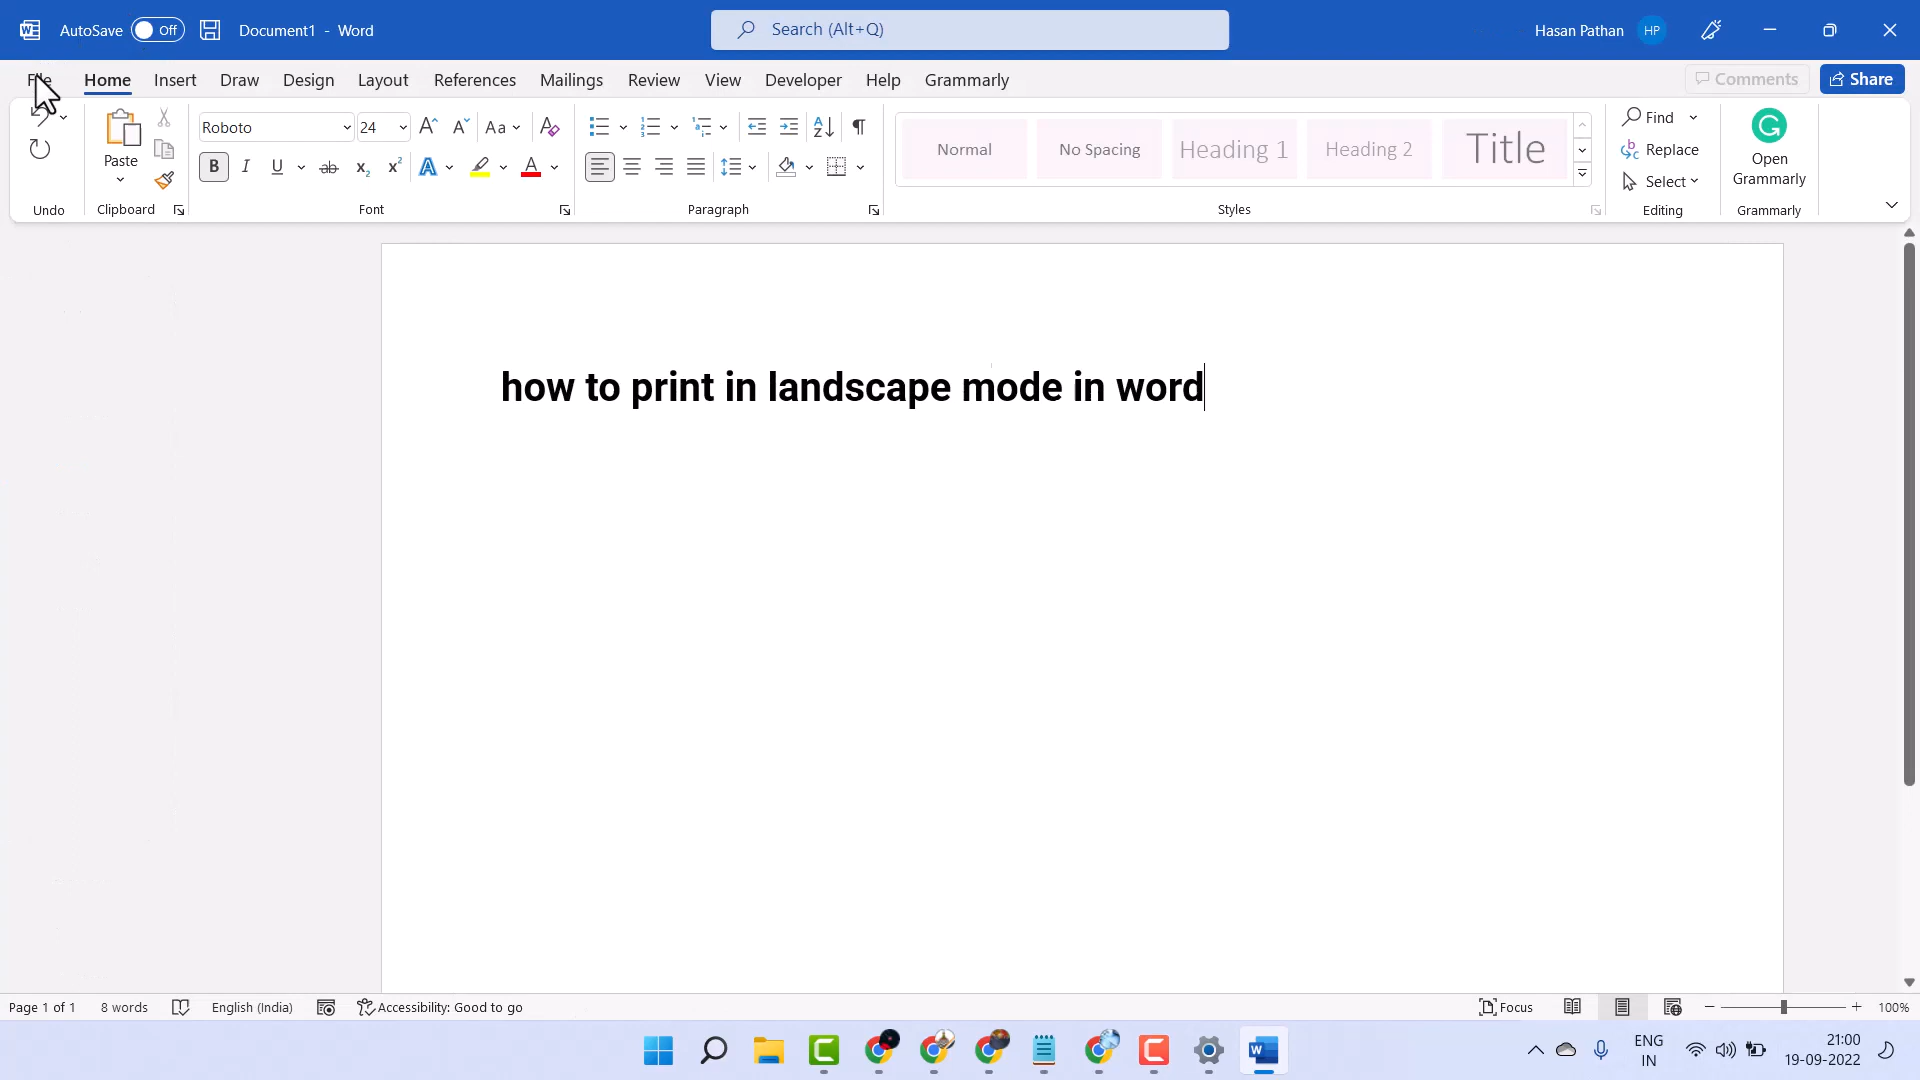 AutoSave Off Document1 - Word Search (Alt+Q) Hasan Pathan HP
File Home Insert Draw Design Layout References Mailings Review View Developer Help Grammarly Comments Share
Roboto 24 Aa Find
Paste Normal No Spacing Heading 1 Heading 2 Title Replace Open Grammarly
B I U ab x₂ x² A A Select
Undo Clipboard Font Paragraph Styles Editing Grammarly
how to print in landscape mode in word
Page 1 of 1 8 words English (India) Accessibility: Good to go Focus 100%
ENG 21:00
IN 19-09-2022